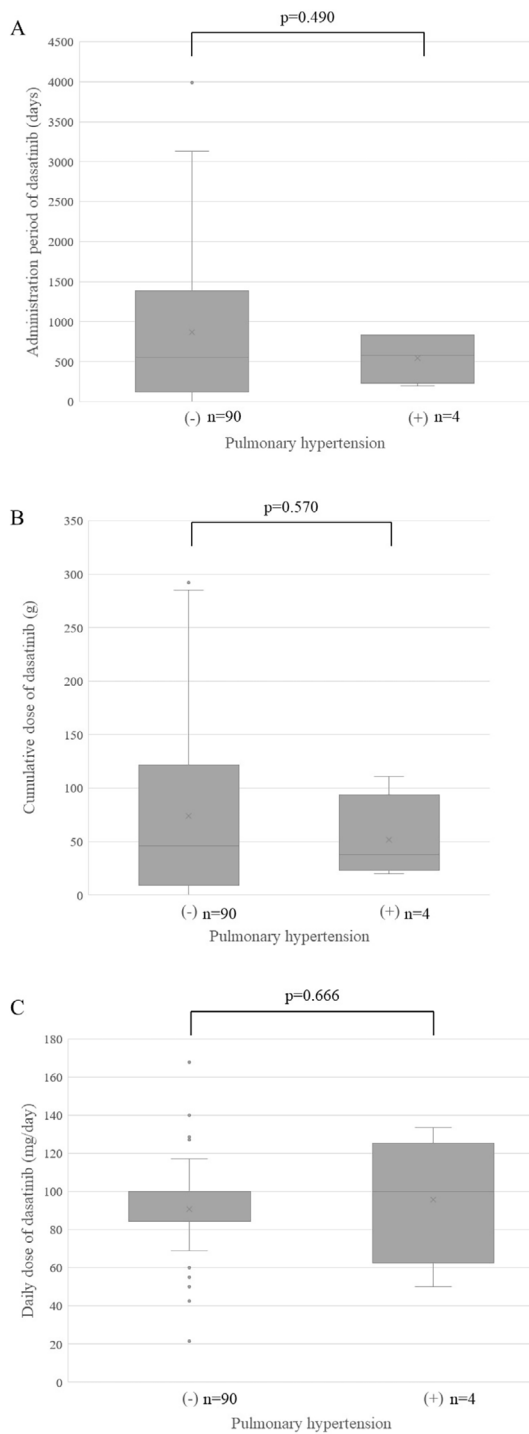 A
p=0.490
Administration period of dasatinib (days)
4500
4000
3500
3000
2500
2000
1500
1000
500
0
(-) n=90
(+) n=4
Pulmonary hypertension
B
p=0.570
Cumulative dose of dasatinib (g)
350
300
250
200
150
100
50
0
(-) n=90
(+) n=4
Pulmonary hypertension
C
p=0.666
Daily dose of dasatinib (mg/day)
180
160
140
120
100
80
60
40
20
0
(-) n=90
(+) n=4
Pulmonary hypertension